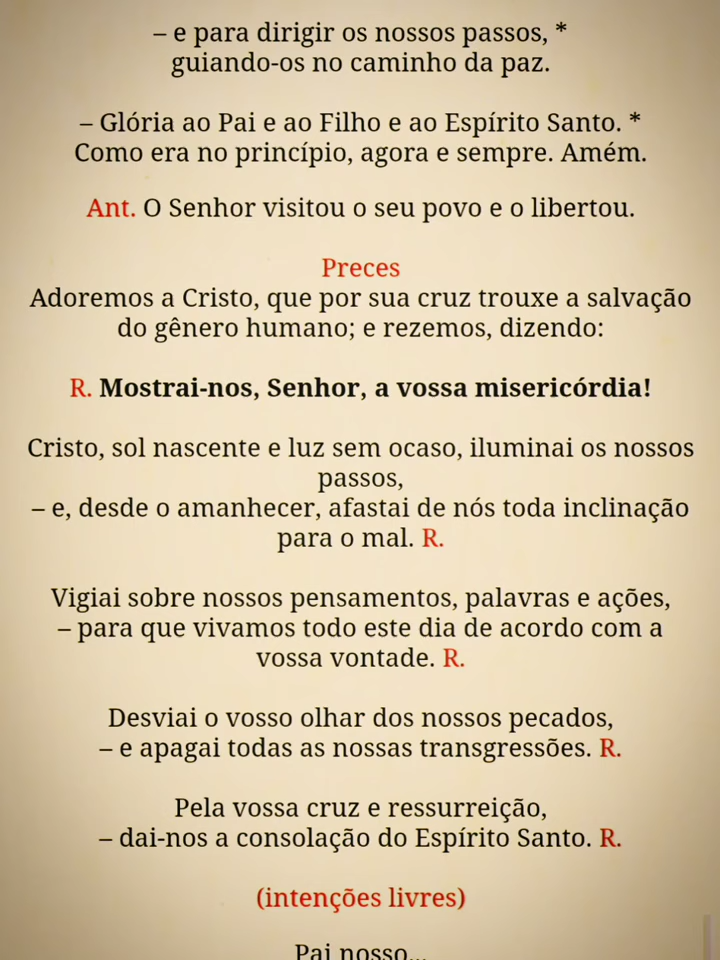 – e para dirigir os nossos passos, *
guiando-os no caminho da paz.
– Glória ao Pai e ao Filho e ao Espírito Santo. *
Como era no princípio, agora e sempre. Amém.
Ant. O Senhor visitou o seu povo e o libertou.
Preces
Adoremos a Cristo, que por sua cruz trouxe a salvação
do gênero humano; e rezemos, dizendo:
R. Mostrai-nos, Senhor, a vossa misericórdia!
Cristo, sol nascente e luz sem ocaso, iluminai os nossos
passos,
– e, desde o amanhecer, afastai de nós toda inclinação
para o mal. R.
Vigiai sobre nossos pensamentos, palavras e ações,
– para que vivamos todo este dia de acordo com a
vossa vontade. R.
Desviai o vosso olhar dos nossos pecados,
– e apagai todas as nossas transgressões. R.
Pela vossa cruz e ressurreição,
– dai-nos a consolação do Espírito Santo. R.
(intenções livres)
Pai nosso...